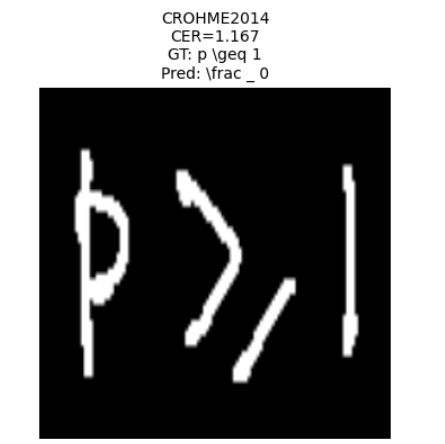 CROHME2014
CER=1.167
GT: p \geq 1
Pred: \frac _ 0
p ⩾ 1